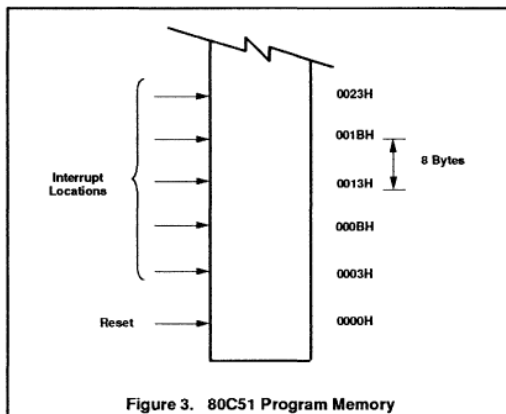 0023H
001BH
8 Bytes
Interrupt
Locations
0013H
000BH
0003H
Reset
0000H
Figure 3. 80C51 Program Memory